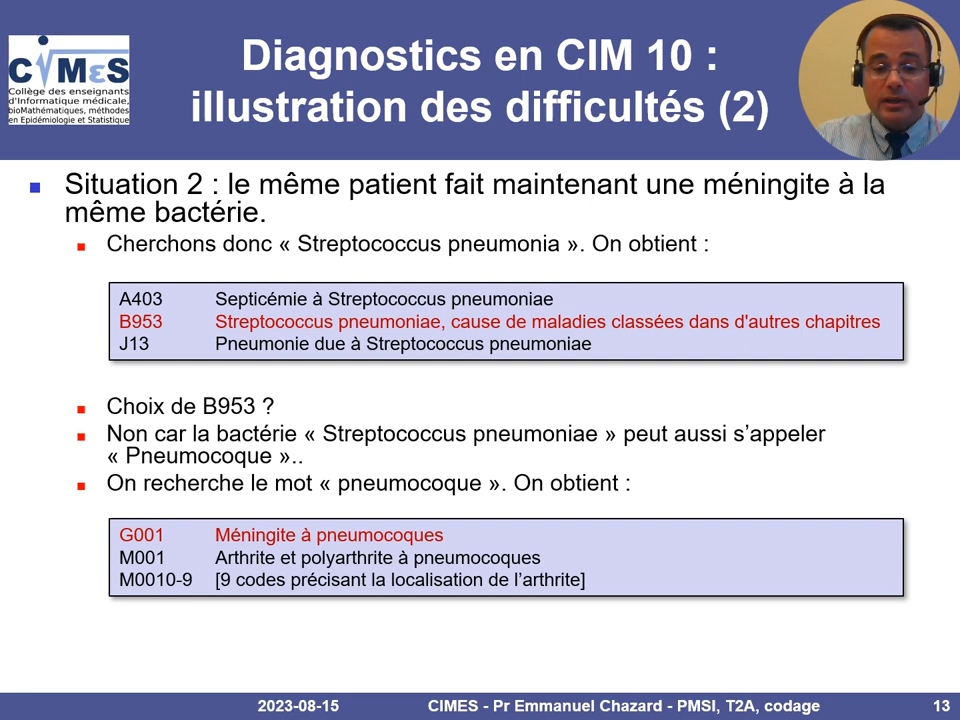 CiMεS
Collège des enseignants
d'Informatique médicale,
bioMathématiques, méthodes
en Epidémiologie et Statistique
Diagnostics en CIM 10 :
illustration des difficultés (2)
Situation 2 : le même patient fait maintenant une méningite à la
même bactérie.
Cherchons donc « Streptococcus pneumonia ». On obtient :
A403 Septicémie à Streptococcus pneumoniae
B953 Streptococcus pneumoniae, cause de maladies classées dans d'autres chapitres
J13 Pneumonie due à Streptococcus pneumoniae
Choix de B953 ?
Non car la bactérie « Streptococcus pneumoniae » peut aussi s’appeler
« Pneumocoque »..
On recherche le mot « pneumocoque ». On obtient :
G001 Méningite à pneumocoques
M001 Arthrite et polyarthrite à pneumocoques
M0010-9 [9 codes précisant la localisation de l’arthrite]
2023-08-15 CIMES - Pr Emmanuel Chazard - PMSI, T2A, codage 13